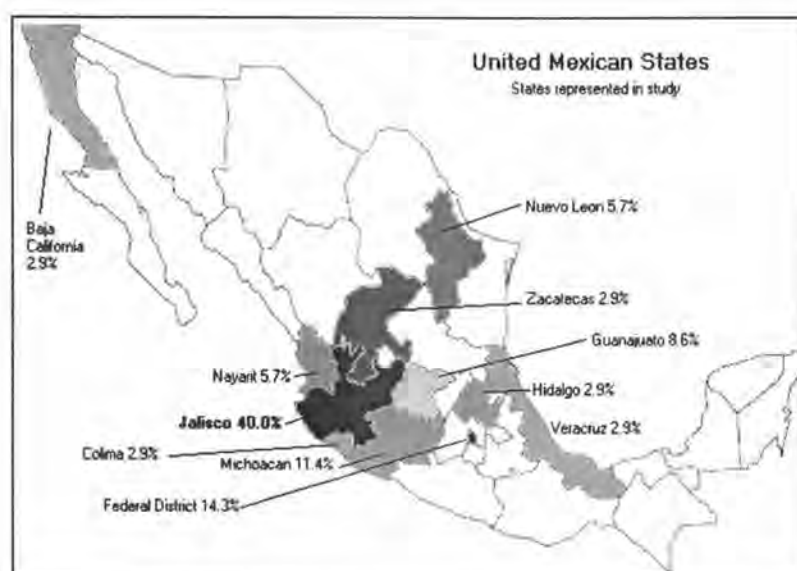 United Mexican States
States represented in study
Nuevo Leon 5.7%
Baja
California
2.9%
Zacatecas 2.9%
Guanajuato 8.6%
Nayarit 5.7%
Hidalgo 2.9%
Jalisco 40.0%
Veracruz 2.9%
Colima 2.9%
Michoacan 11.4%
Federal District 14.3%